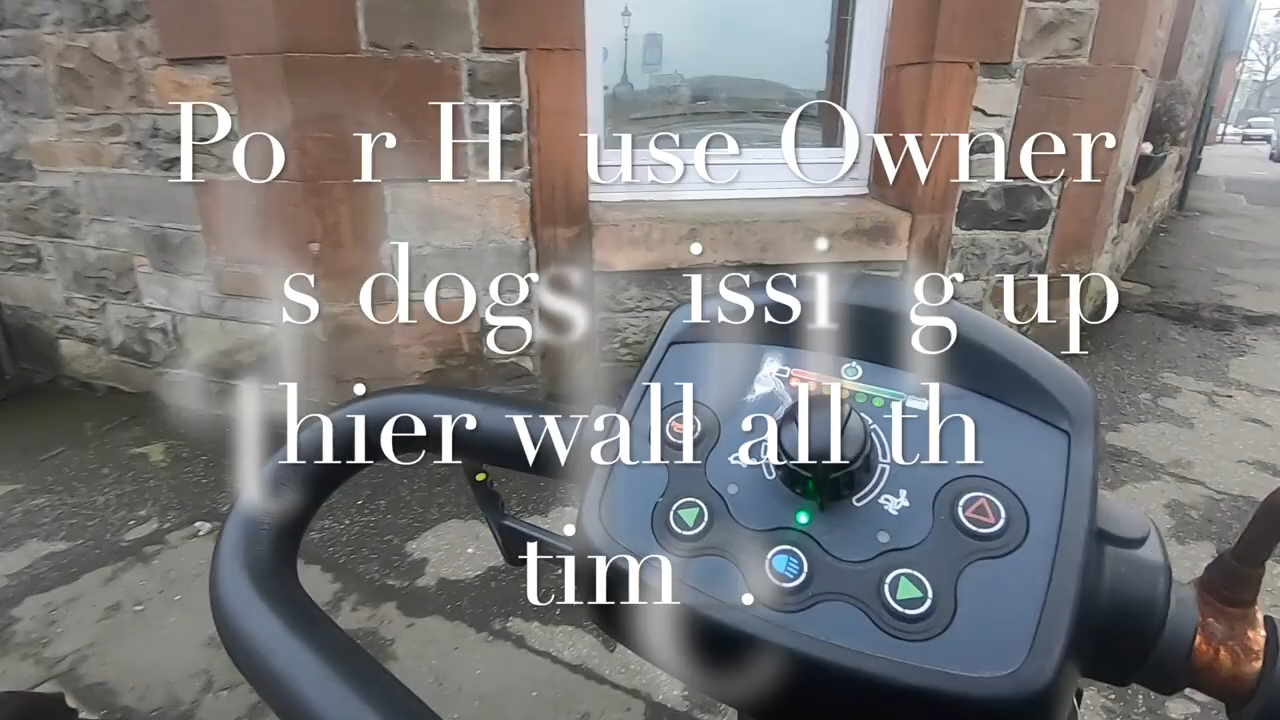 Po r H use Owner
s dogs issi g up
hier wall all th
tim .